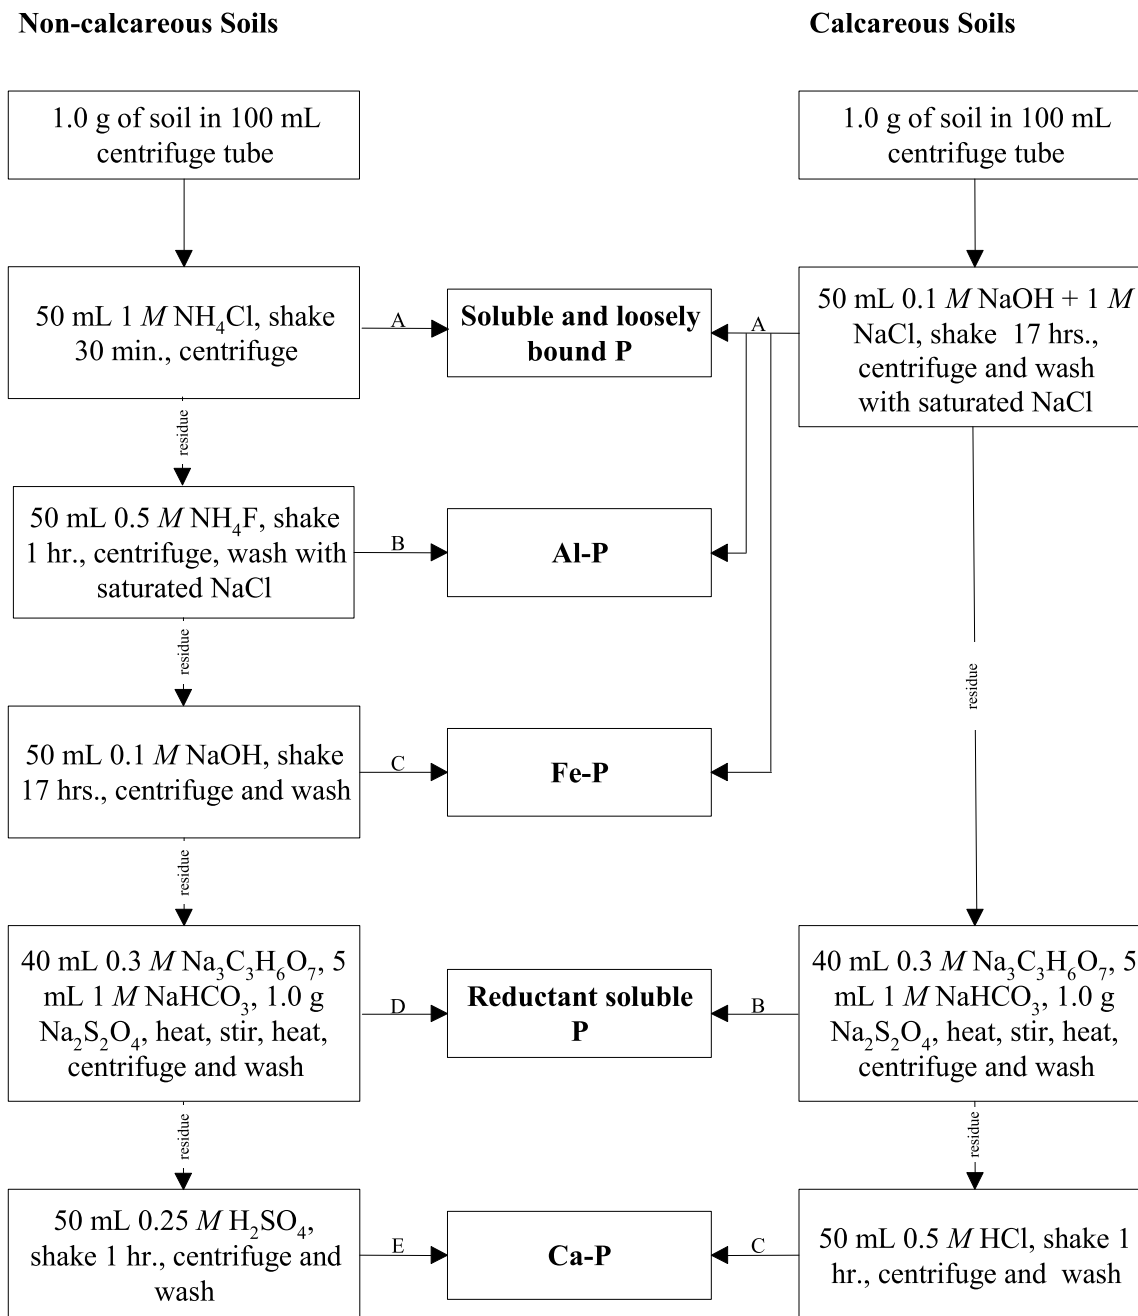 Non-calcareous Soils
Calcareous Soils
1.0 g of soil in 100 mL
centrifuge tube
1.0 g of soil in 100 mL
centrifuge tube
50 mL 1 M NH₄Cl, shake
30 min., centrifuge
A
Soluble and loosely
bound P
A
50 mL 0.1 M NaOH + 1 M
NaCl, shake 17 hrs.,
centrifuge and wash
with saturated NaCl
residue
50 mL 0.5 M NH₄F, shake
1 hr., centrifuge, wash with
saturated NaCl
B
Al-P
residue
residue
50 mL 0.1 M NaOH, shake
17 hrs., centrifuge and wash
C
Fe-P
residue
40 mL 0.3 M Na₃C₃H₆O₇, 5
mL 1 M NaHCO₃, 1.0 g
Na₂S₂O₄, heat, stir, heat,
centrifuge and wash
D
Reductant soluble
P
B
40 mL 0.3 M Na₃C₃H₆O₇, 5
mL 1 M NaHCO₃, 1.0 g
Na₂S₂O₄, heat, stir, heat,
centrifuge and wash
residue
residue
50 mL 0.25 M H₂SO₄,
shake 1 hr., centrifuge and
wash
E
Ca-P
C
50 mL 0.5 M HCl, shake 1
hr., centrifuge and wash